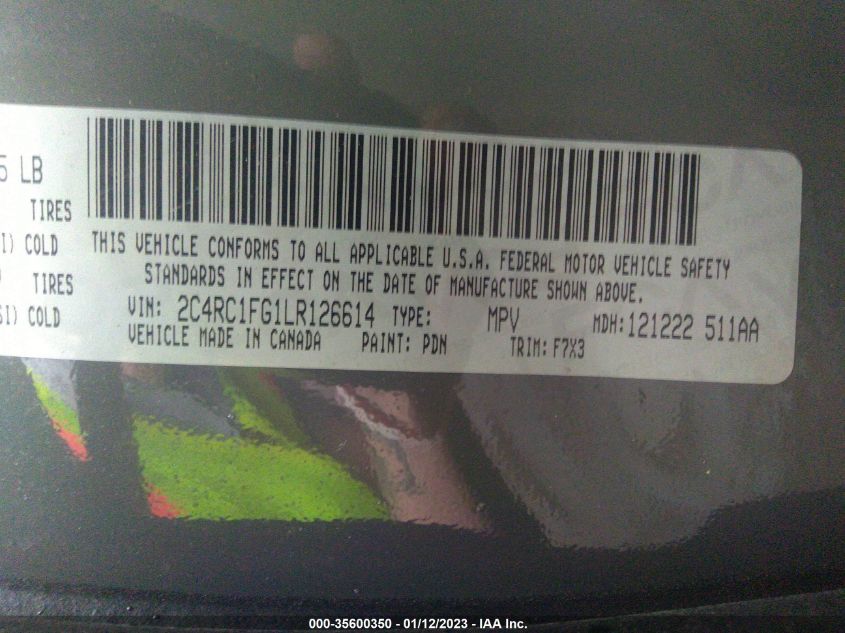 5 LB
TIRES
I) COLD
TIRES
SI) COLD
THIS VEHICLE CONFORMS TO ALL APPLICABLE U.S.A. FEDERAL MOTOR VEHICLE SAFETY
STANDARDS IN EFFECT ON THE DATE OF MANUFACTURE SHOWN ABOVE.
VIN: 2C4RC1FG1LR126614 TYPE: MPV MDH: 121222 511AA
VEHICLE MADE IN CANADA PAINT: PDN TRIM: F7X3
000-35600350 - 01/12/2023 - IAA Inc.